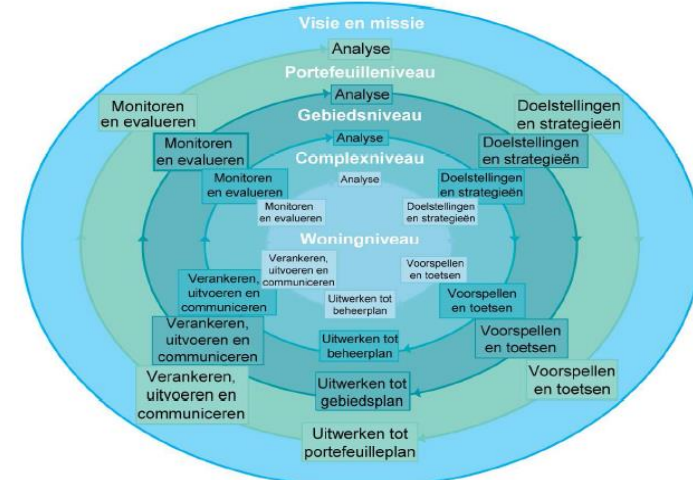 Visie en missie
Analyse
Portefeuilleniveau
Analyse
Monitoren
en evalueren
Doelstellingen
en strategieën
Gebiedsniveau
Analyse
Monitoren
en evalueren
Doelstellingen
en strategieën
Complexniveau
Analyse
Monitoren
en evalueren
Doelstellingen
en strategieën
Monitoren
en evalueren
Doelstellingen
en strategieën
Woningniveau
Verankeren,
uitvoeren en
communiceren
Voorspellen
en toetsen
Verankeren,
uitvoeren en
communiceren
Uitwerken tot
beheerplan
Voorspellen
en toetsen
Verankeren,
uitvoeren en
communiceren
Uitwerken tot
beheerplan
Voorspellen
en toetsen
Verankeren,
uitvoeren en
communiceren
Uitwerken tot
gebiedsplan
Voorspellen
en toetsen
Uitwerken tot
portefeuilleplan